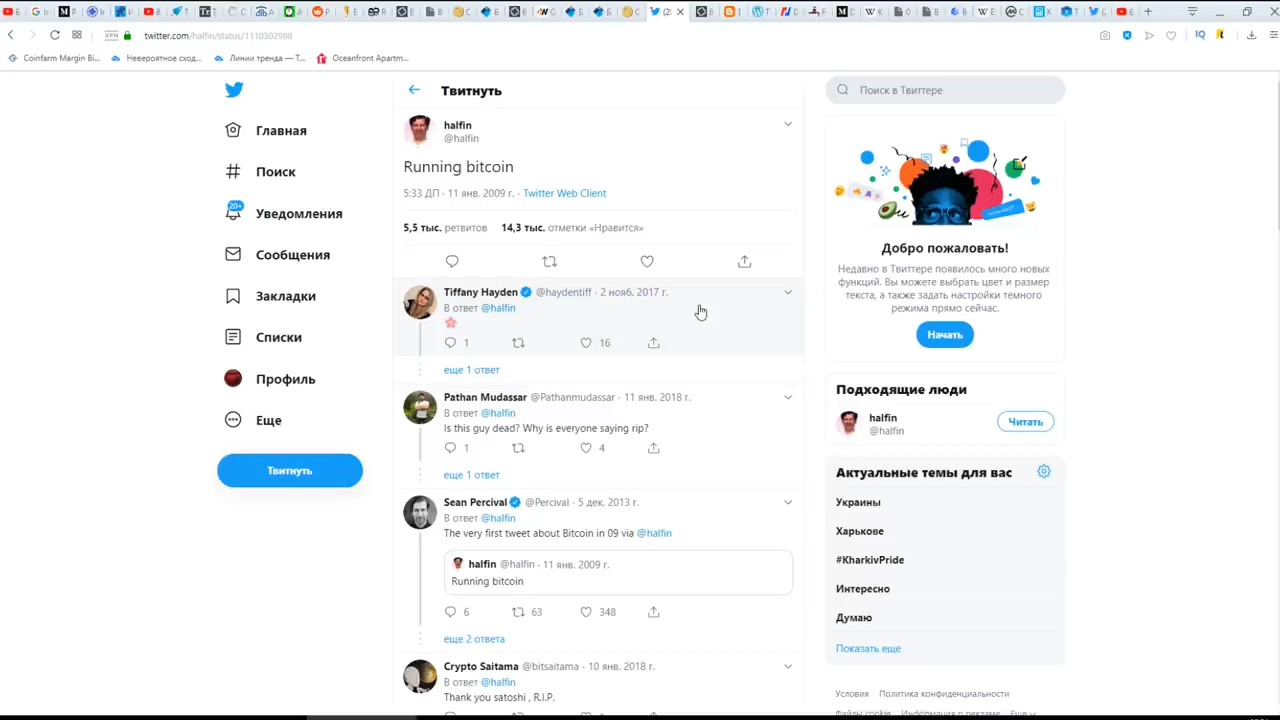 VPN
twitter.com/halfin/status/1110302988
Coinfarm Margin Bi...
Невероятное сход...
Линии тренда — T...
Oceanfront Apartm...
Главная
Поиск
20+
Уведомления
Сообщения
Закладки
Списки
Профиль
Еще
Твитнуть
Твитнуть
halfin
@halfin
Running bitcoin
5:33 ДП · 11 янв. 2009 г. · Twitter Web Client
5,5 тыс. ретвитов 14,3 тыс. отметки «Нравится»
Tiffany Hayden @haydentiff · 2 нояб. 2017 г.
В ответ @halfin
1 16
еще 1 ответ
Pathan Mudassar @Pathanmudassar · 11 янв. 2018 г.
В ответ @halfin
Is this guy dead? Why is everyone saying rip?
1 4
еще 1 ответ
Sean Percival @Percival · 5 дек. 2013 г.
В ответ @halfin
The very first tweet about Bitcoin in 09 via @halfin
halfin @halfin · 11 янв. 2009 г.
Running bitcoin
6 63 348
еще 2 ответа
Crypto Saitama @bitsaitama · 10 янв. 2018 г.
В ответ @halfin
Thank you satoshi , R.I.P.
Поиск в Твиттере
Добро пожаловать!
Недавно в Твиттере появилось много новых
функций. Вы можете выбрать цвет и размер
текста, а также задать настройки темного
режима прямо сейчас.
Начать
Подходящие люди
halfin
@halfin
Читать
Актуальные темы для вас
Украины
Харькове
#KharkivPride
Интересно
Думаю
Показать еще
Условия Политика конфиденциальности
Файлы cookie Информация о рекламе Еще